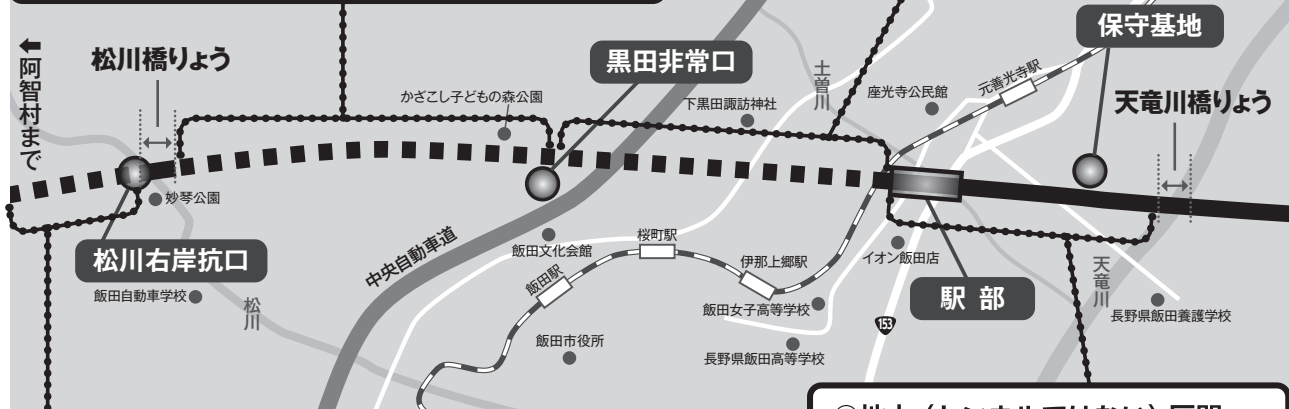 保守基地
松川橋りょう
黒田非常口
天竜川橋りょう
⬅阿智村まで
かざこし子どもの森公園
下黒田諏訪神社
土曽川
座光寺公民館
元善光寺駅
妙琴公園
松川右岸抗口
飯田自動車学校
松川
中央自動車道
飯田文化会館
桜町駅
飯田駅
伊那上郷駅
イオン飯田店
駅部
天竜川
飯田女子高等学校
153
長野県飯田養護学校
飯田市役所
長野県飯田高等学校